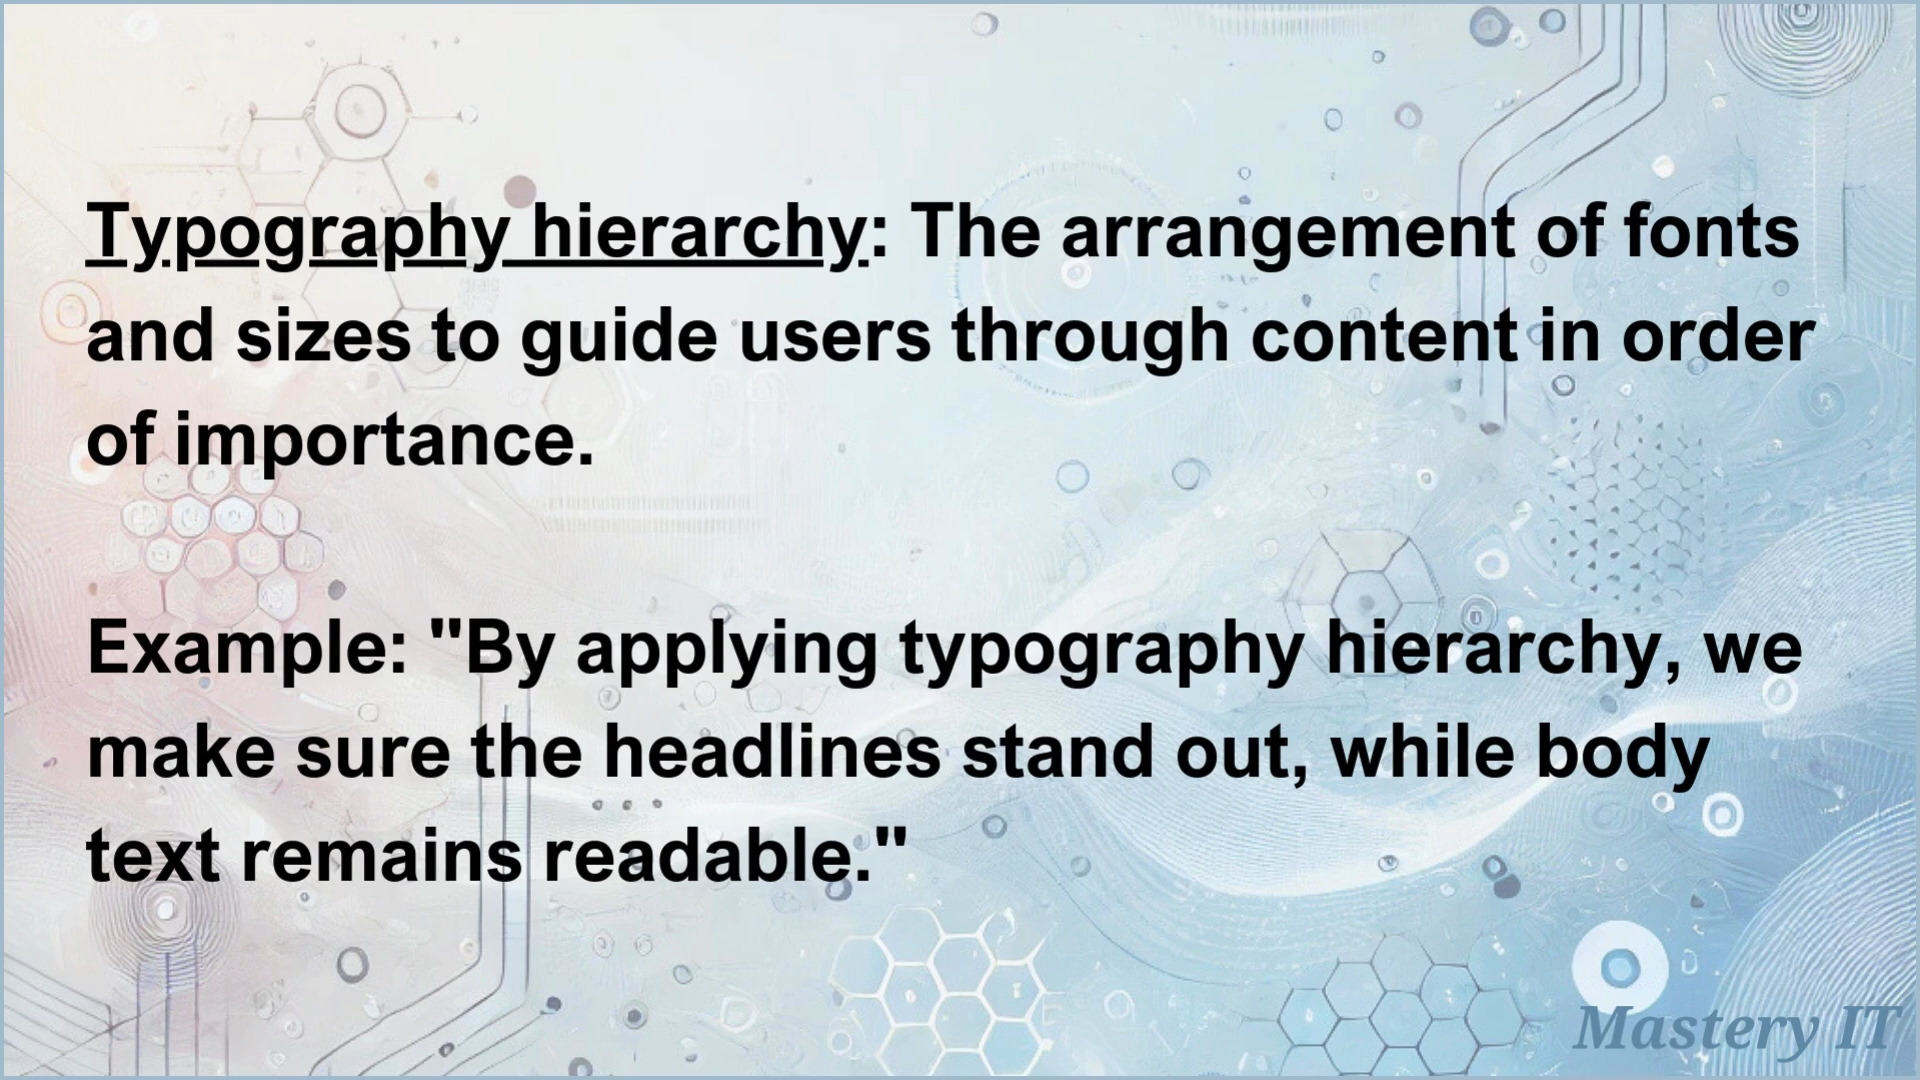 Typography hierarchy: The arrangement of fonts
and sizes to guide users through content in order
of importance.
Example: "By applying typography hierarchy, we
make sure the headlines stand out, while body
text remains readable."
Mastery IT